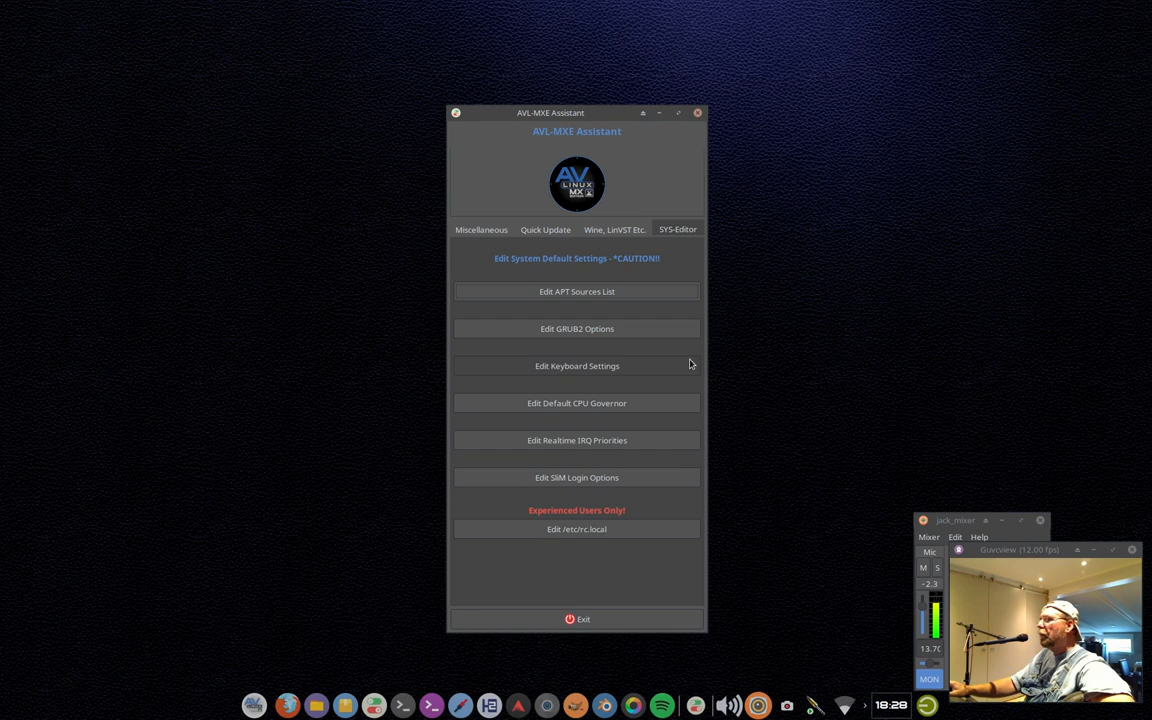 AVL-MXE Assistant
AVL-MXE Assistant
AV
LINUX
MX
Miscellaneous Quick Update Wine, LinVST Etc. SYS-Editor
Edit System Default Settings - *CAUTION!!
Edit APT Sources List
Edit GRUB2 Options
Edit Keyboard Settings
Edit Default CPU Governor
Edit Realtime IRQ Priorities
Edit SliM Login Options
Experienced Users Only!
Edit /etc/rc.local
Exit
jack_mixer
Mixer Edit Help
Mic
M S
-2.3
13.70
MON
Guvcview (12.00 fps)
H2
18:28